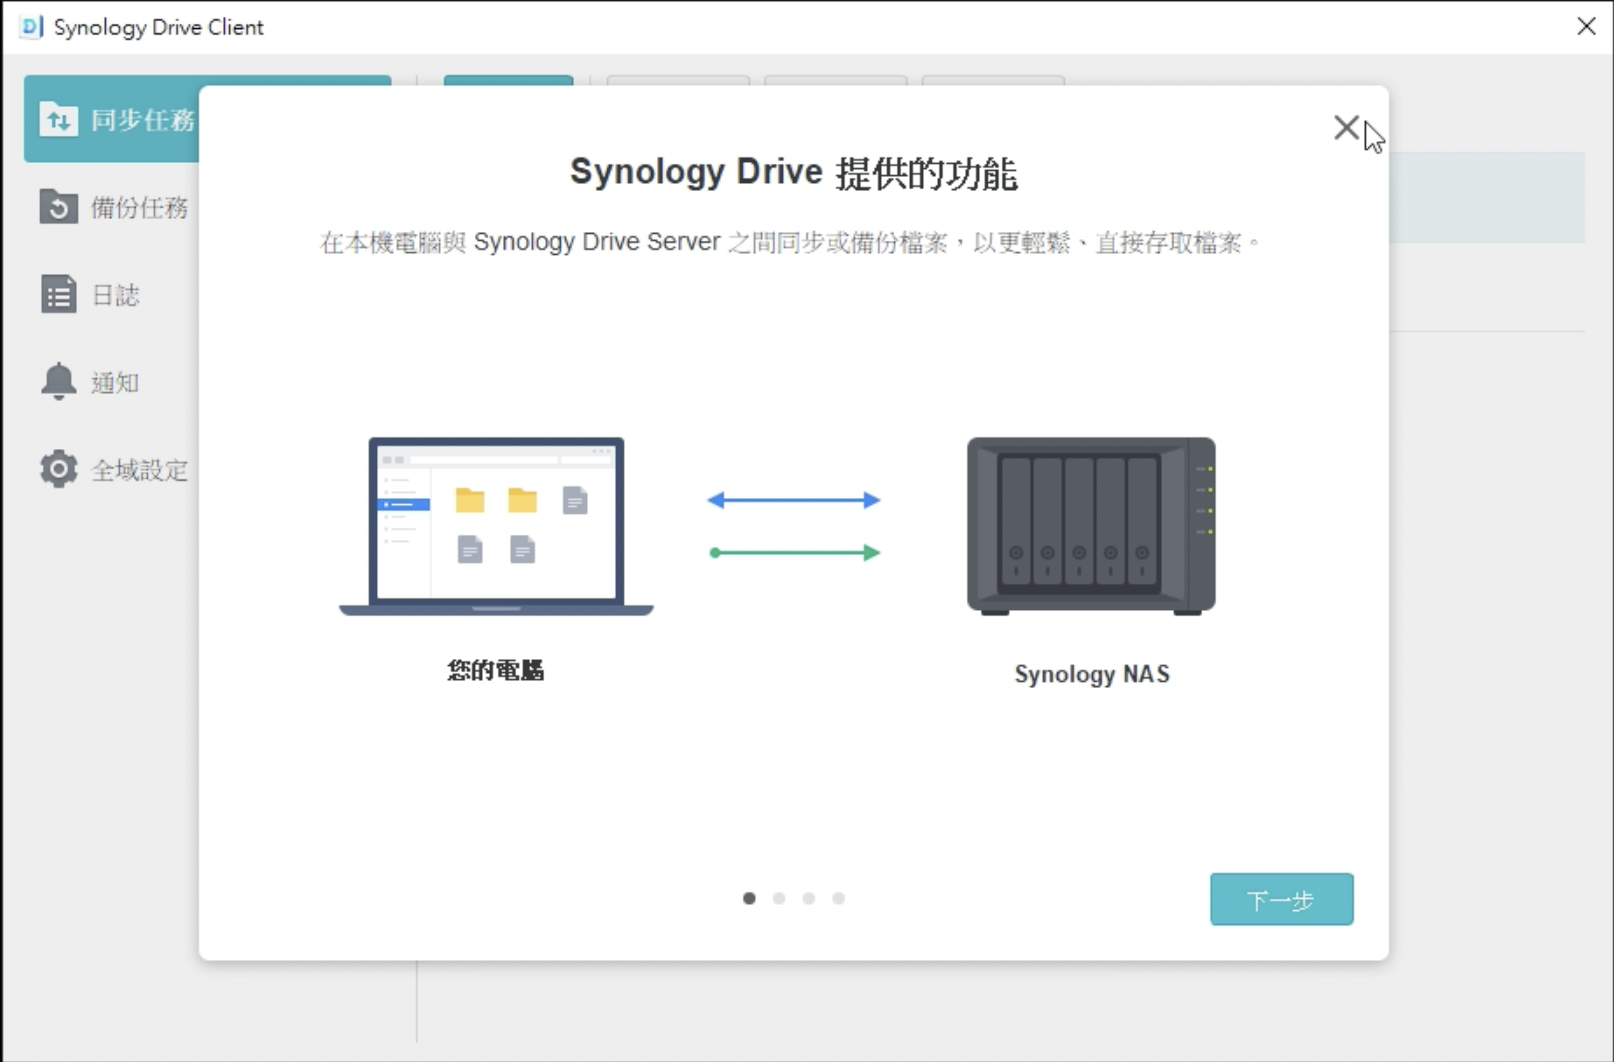 Synology Drive Client
同步任務
備份任務
日誌
通知
全域設定
Synology Drive 提供的功能
在本機電腦與 Synology Drive Server 之間同步或備份檔案，以更輕鬆、直接存取檔案。
您的電腦
Synology NAS
下一步